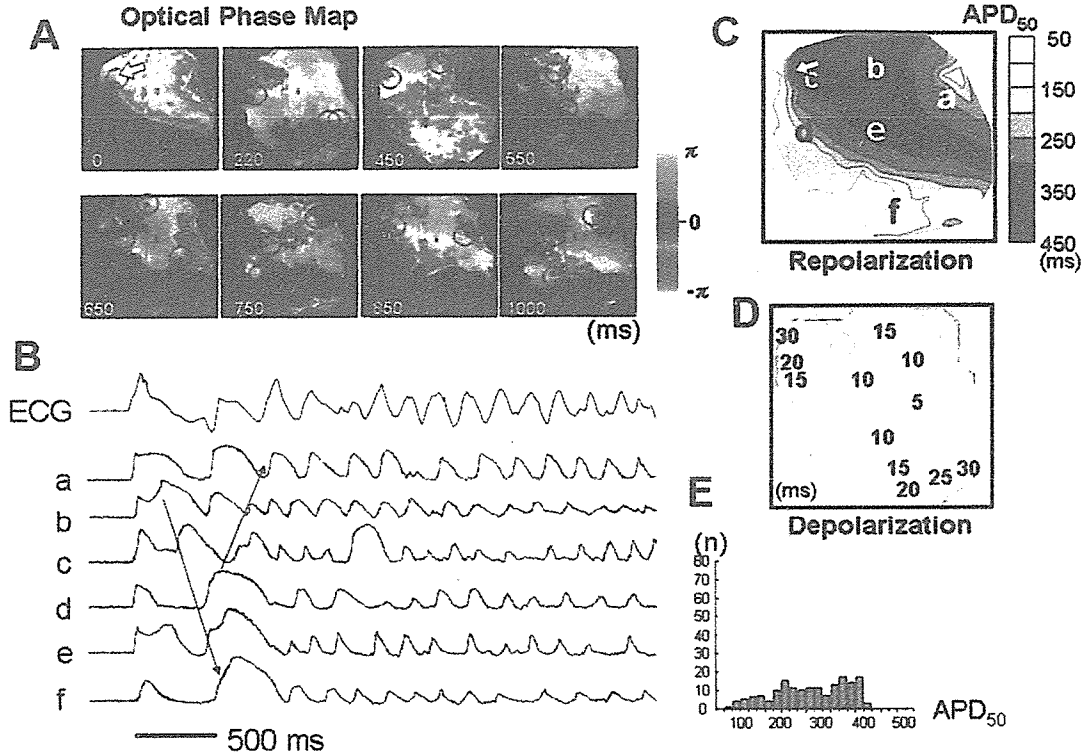 Optical Phase Map
A
0
220
450
550
650
750
850
1000
(ms)
π
0
-π
B
ECG
a
b
c
d
e
f
500 ms
C
APD50
b
c
a
e
f
50
150
250
350
450
(ms)
Repolarization
D
30
15
20
10
15
10
5
10
15
30
25
20
(ms)
Depolarization
E
(n)
80
70
60
50
40
30
20
10
0
100 200 300 400 500
APD50